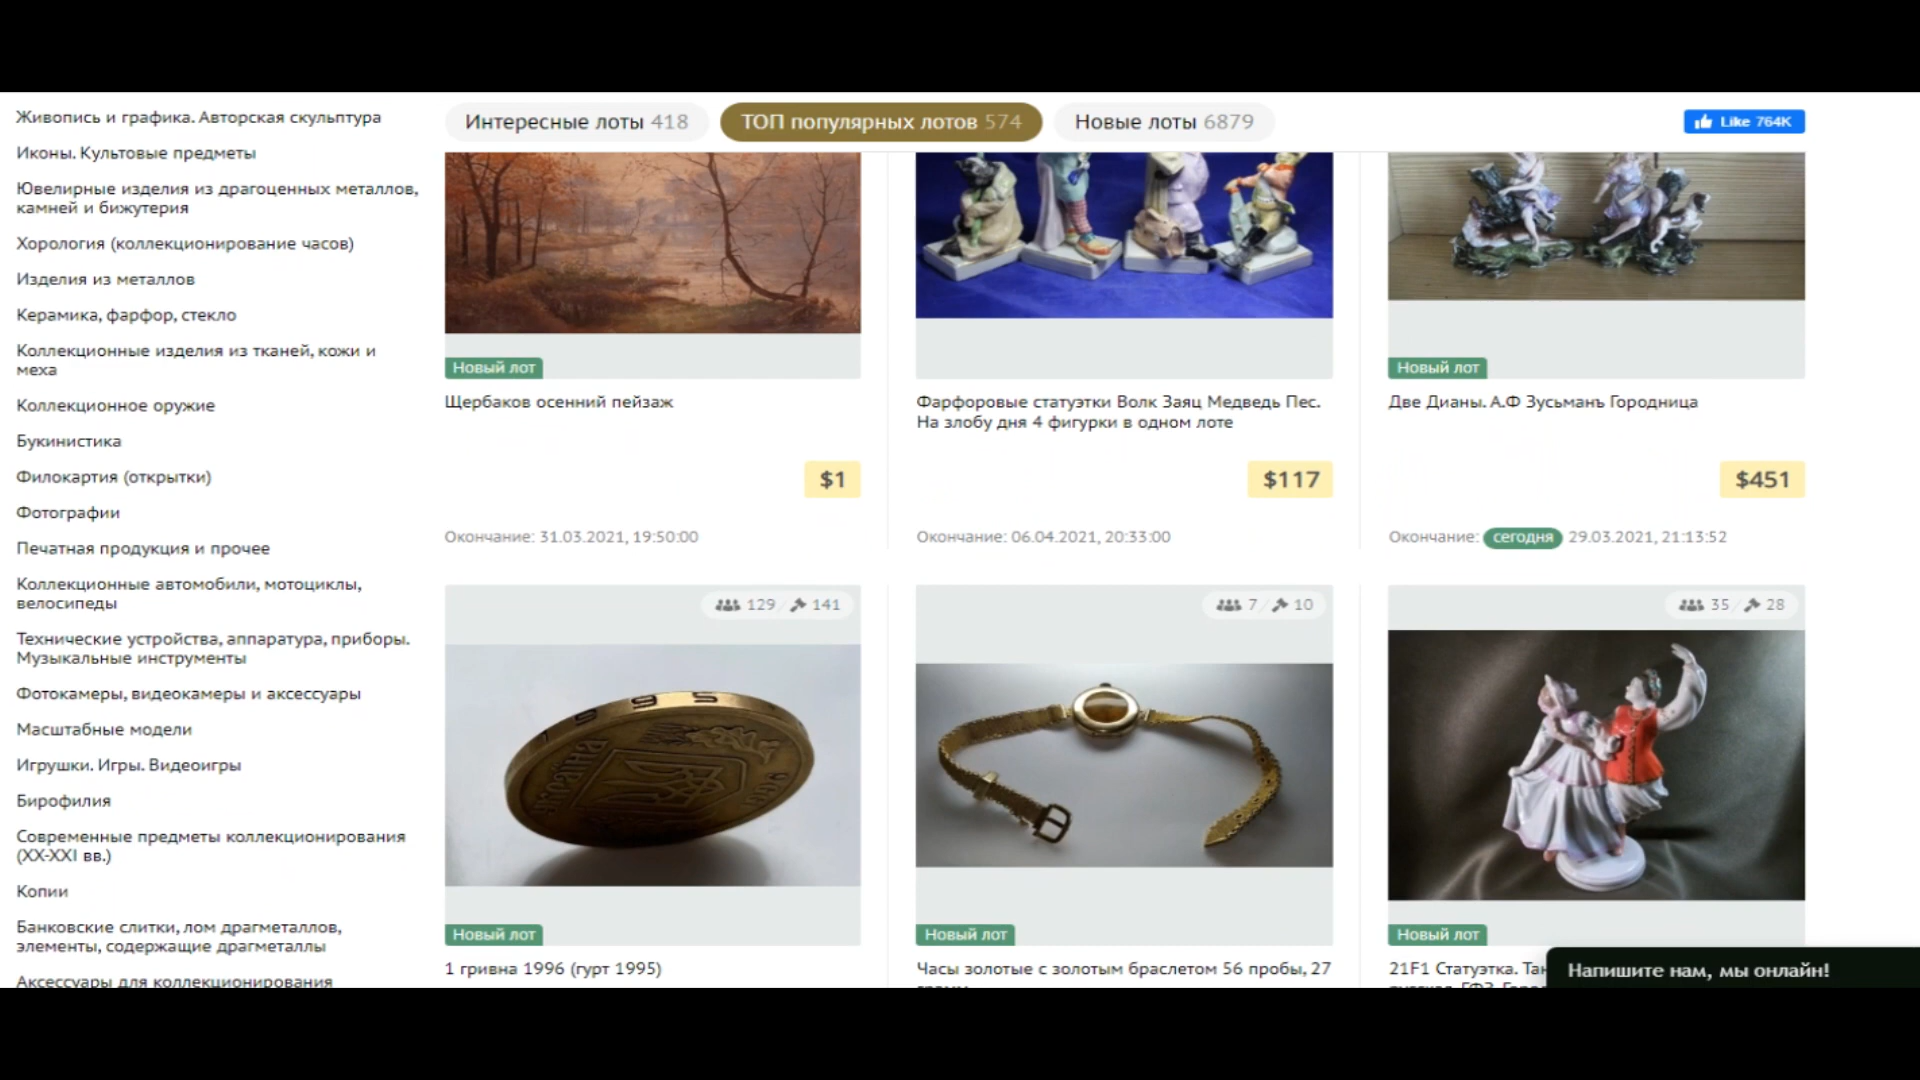 Живопись и графика. Авторская скульптура
Иконы. Культовые предметы
Ювелирные изделия из драгоценных металлов,
камней и бижутерия
Хорология (коллекционирование часов)
Изделия из металлов
Керамика, фарфор, стекло
Коллекционные изделия из тканей, кожи и
меха
Коллекционное оружие
Букинистика
Филокартия (открытки)
Фотографии
Печатная продукция и прочее
Коллекционные автомобили, мотоциклы,
велосипеды
Технические устройства, аппаратура, приборы.
Музыкальные инструменты
Фотокамеры, видеокамеры и аксессуары
Масштабные модели
Игрушки. Игры. Видеоигры
Бирофилия
Современные предметы коллекционирования
(XX-XXI вв.)
Копии
Банковские слитки, лом драгметаллов,
элементы, содержащие драгметаллы
Аксессуары для коллекционирования
Интересные лоты 418
ТОП популярных лотов 574
Новые лоты 6879
Like 764K
Новый лот
Щербаков осенний пейзаж
$1
Окончание: 31.03.2021, 19:50:00
Фарфоровые статуэтки Волк Заяц Медведь Пес.
На злобу дня 4 фигурки в одном лоте
$117
Окончание: 06.04.2021, 20:33:00
Новый лот
Две Дианы. А.Ф Зусьманъ Городница
$451
Окончание: сегодня 29.03.2021, 21:13:52
129 / 141
1995
Україна
Новый лот
1 гривна 1996 (гурт 1995)
7 / 10
Новый лот
Часы золотые с золотым браслетом 56 пробы, 27
35 / 28
Новый лот
21F1 Статуэтка.
Напишите нам, мы онлайн!